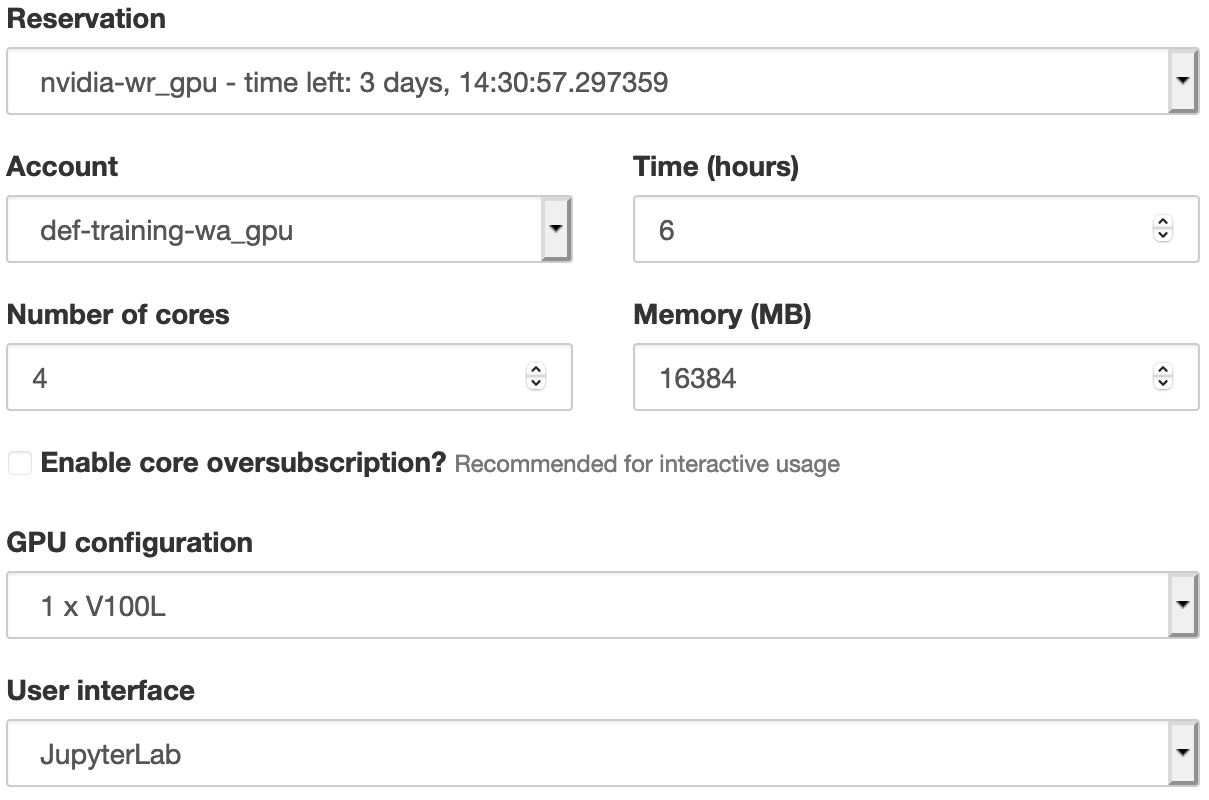 Reservation
nvidia-wr_gpu - time left: 3 days, 14:30:57.297359
Account
Time (hours)
def-training-wa_gpu
6
Number of cores
Memory (MB)
4
16384
Enable core oversubscription? Recommended for interactive usage
GPU configuration
1 x V100L
User interface
JupyterLab